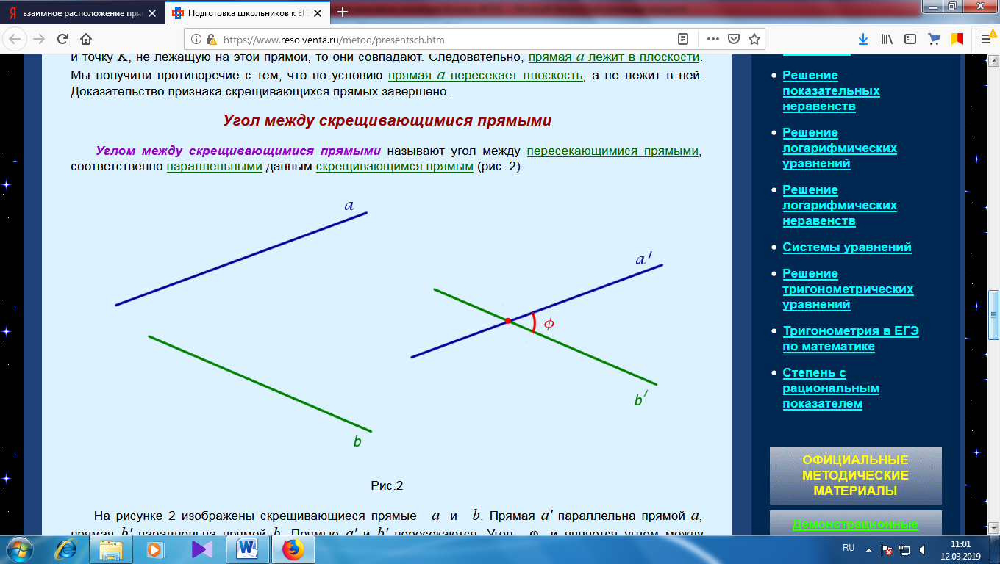 взаимное расположение пря
Подготовка школьников к ЕГЭ
https://www.resolventa.ru/metod/presentsch.htm
и точку K, не лежащую на этой прямой, то они совпадают. Следовательно, прямая a лежит в плоскости.
Мы получили противоречие с тем, что по условию прямая a пересекает плоскость, а не лежит в ней.
Доказательство признака скрещивающихся прямых завершено.
Угол между скрещивающимися прямыми
Углом между скрещивающимися прямыми называют угол между пересекающимися прямыми,
соответственно параллельными данным скрещивающимся прямым (рис. 2).
a
a′
ϕ
b′
b
Рис.2
На рисунке 2 изображены скрещивающиеся прямые a и b. Прямая a′ параллельна прямой a,
прямая b′ параллельна прямой b. Прямые a′ и b′ пересекаются. Угол φ и является углом между
Решение
показательных
неравенств
Решение
логарифмических
уравнений
Решение
логарифмических
неравенств
Системы уравнений
Решение
тригонометрических
уравнений
Тригонометрия в ЕГЭ
по математике
Степень с
рациональным
показателем
ОФИЦИАЛЬНЫЕ
МЕТОДИЧЕСКИЕ
МАТЕРИАЛЫ
Демонстрационные
RU
11:01
12.03.2019